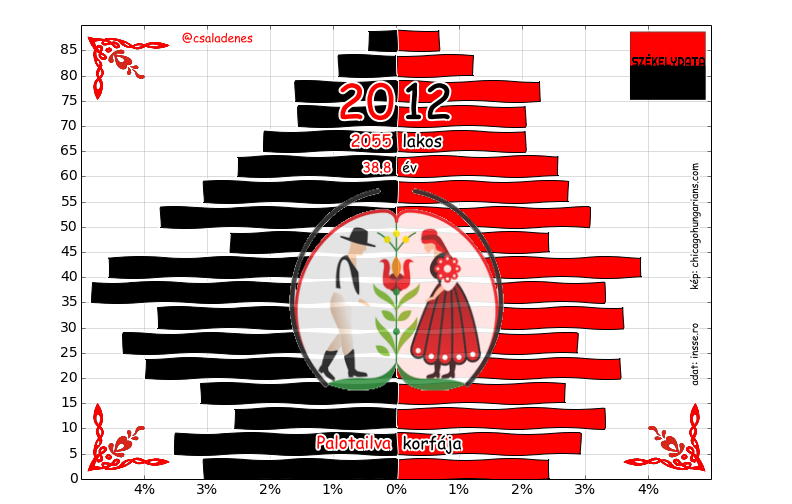 @csaladenes
SZÉKELYDATA
2012
2055 lakos
38.8 év
kép: chicagohungarians.com
adat: insse.ro
Palotailva korfája
85
80
75
70
65
60
55
50
45
40
35
30
25
20
15
10
5
0
4% 3% 2% 1% 0% 1% 2% 3% 4%